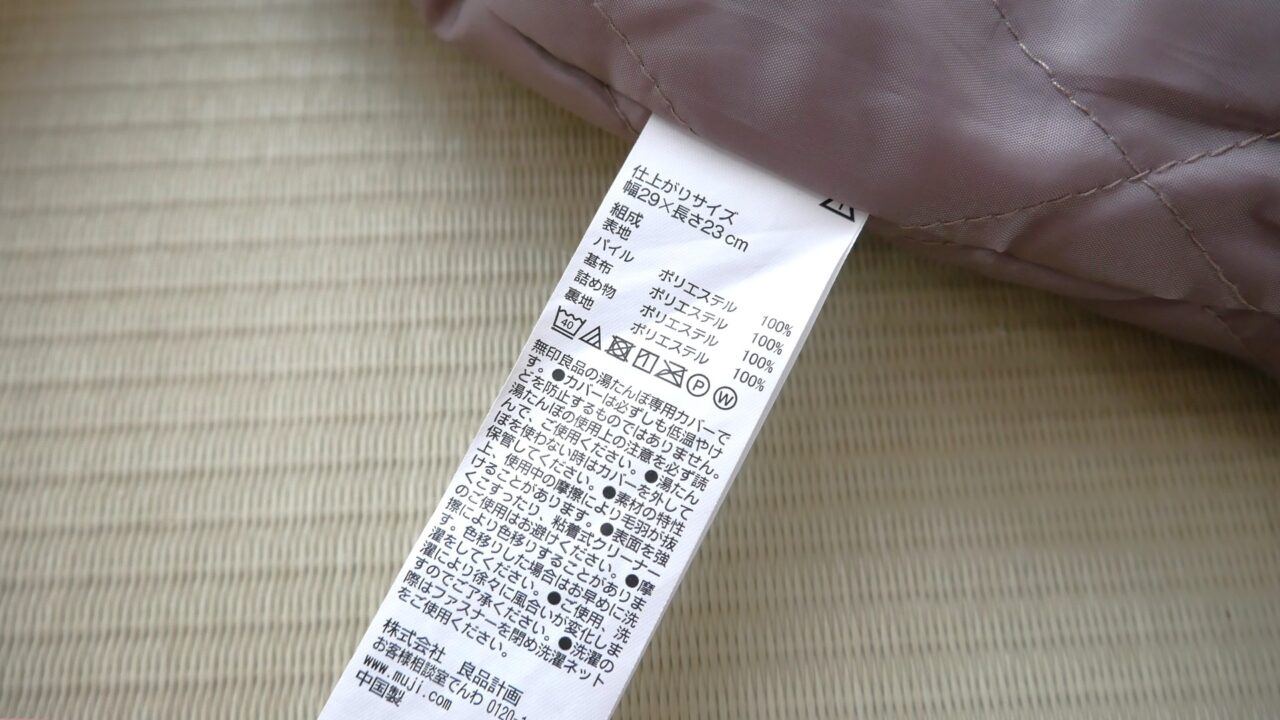 仕上がりサイズ
幅29×長さ23cm
組成
表地
パイル ポリエステル 100%
基布 ポリエステル 100%
詰め物 ポリエステル 100%
裏地 ポリエステル 100%
40 P W
無印良品の湯たんぽ専用カバーで
す。●カバーは必ずしも低温やけ
どを防止するものではありません。
湯たんぽの使用上の注意を必ず読
んで、ご使用ください。●湯たん
ぽを使わない時はカバーを外して
保管してください。●素材の特性
上、使用中の摩擦により毛羽が抜
けることがあります。●表面を強
くこすったり、粘着式クリーナー
のご使用はお避けください。●摩
擦により色移りすることがありま
す。色移りした場合はお早めに洗
濯をしてください。●ご使用、洗
濯により徐々に風合いが変化しま
すのでご了承ください。●洗濯の
際はファスナーを閉め洗濯ネット
をご使用ください。
株式会社 良品計画
お客様相談室でんわ 0120-
www.muji.com
中国製